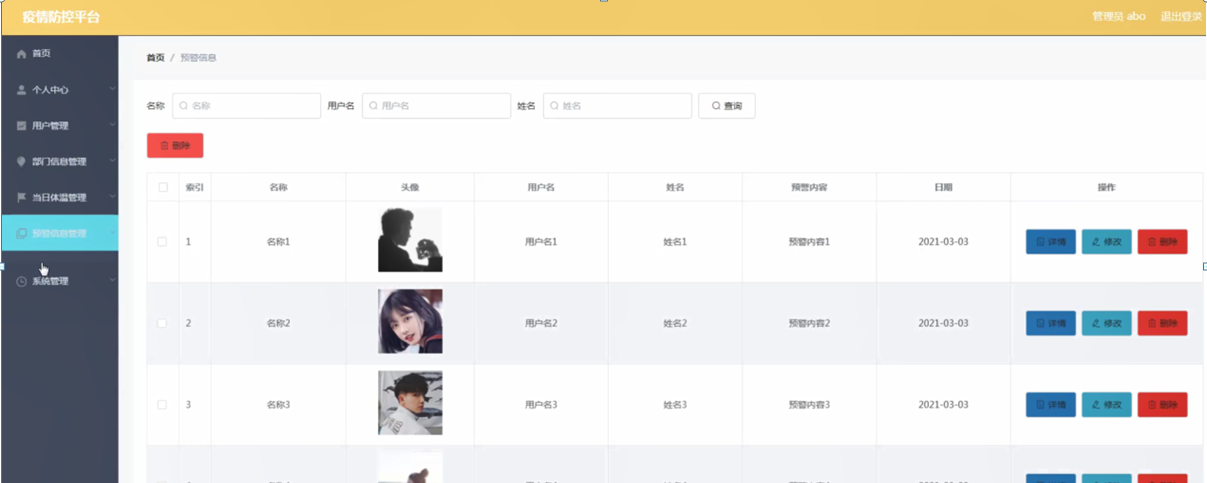 疫情防控平台
管理员 abo 退出登录
首页
个人中心
用户管理
部门信息管理
当日体温管理
预警信息管理
系统管理
首页 / 预警信息
名称 名称 用户名 用户名 姓名 姓名 查询
删除
索引 名称 头像 用户名 姓名 预警内容 日期 操作
1 名称1 用户名1 姓名1 预警内容1 2021-03-03 详情 修改 删除
2 名称2 用户名2 姓名2 预警内容2 2021-03-03 详情 修改 删除
3 名称3 用户名3 姓名3 预警内容3 2021-03-03 详情 修改 删除